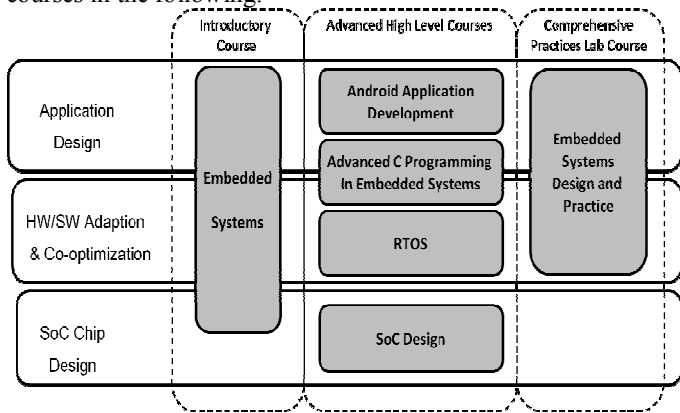 courses in the following.
Introductory
Course
Advanced High Level Courses
Comprehensive
Practices Lab Course
Application
Design
Embedded
Systems
Android Application
Development
Advanced C Programming
In Embedded Systems
Embedded
Systems
Design and
Practice
HW/SW Adaption
& Co-optimization
RTOS
SoC Chip
Design
SoC Design